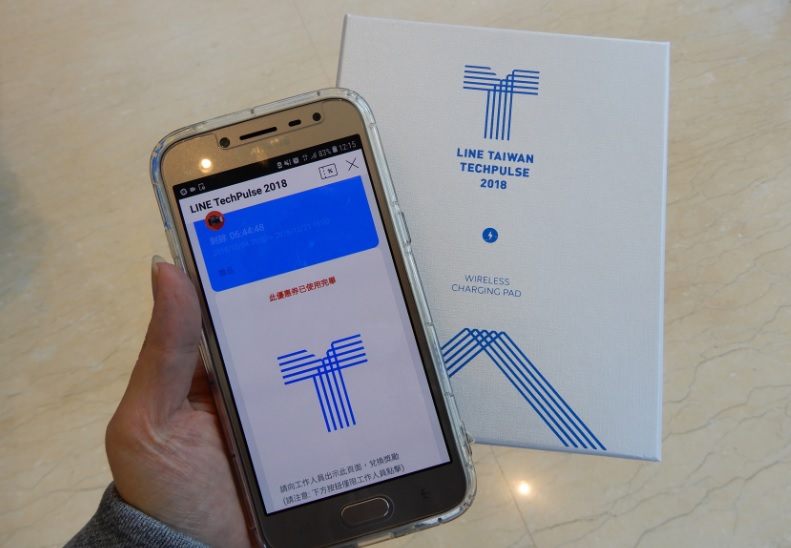 83% 12:15
LINE TechPulse 2018
N
剩餘 06:44:48
此優惠券已使用完畢
請向工作人員出示此頁面，兌換獎勵
(請注意: 下方按鈕僅限工作人員點擊)
LINE TAIWAN
TECHPULSE
2018
WIRELESS
CHARGING PAD